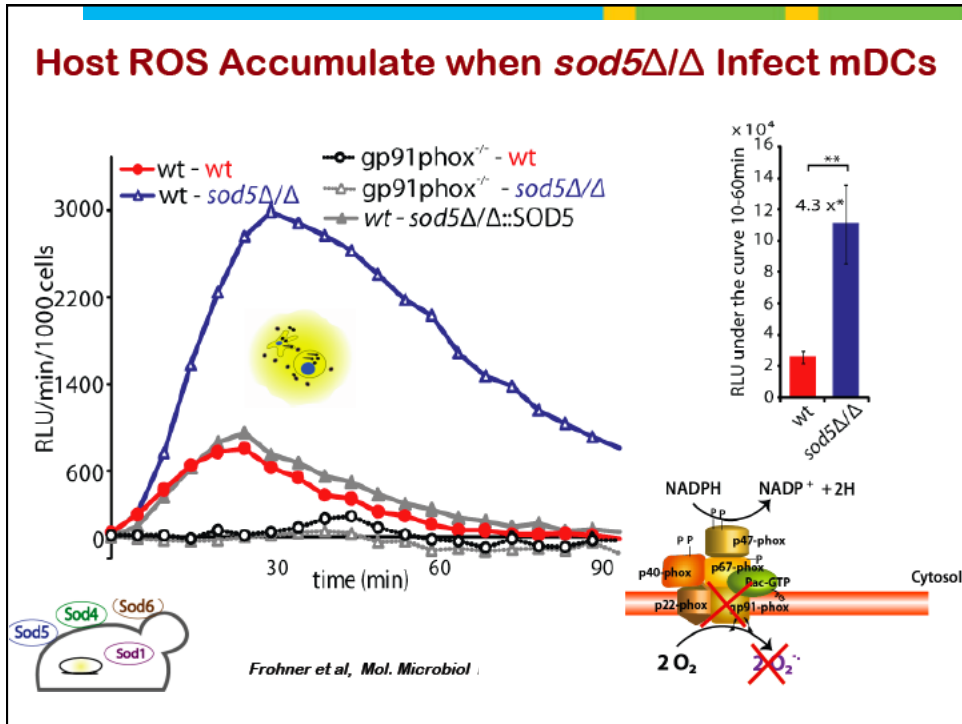 Host ROS Accumulate when sod5Δ/Δ Infect mDCs
wt - wt
wt - sod5Δ/Δ
gp91phox-/- - wt
gp91phox-/- - sod5Δ/Δ
wt - sod5Δ/Δ::SOD5
RLU/min/1000 cells
3000
2200
1400
600
0
30
60
90
time (min)
× 10⁴
RLU under the curve 10-60min
18
16
14
12
10
8
6
4
2
0
**
4.3 x*
wt
sod5Δ/Δ
NADPH
NADP⁺ + 2H
P P
p47-phox
P P
P
p40-phox
p67-phox
Rac-GTP
Cytosol
p22-phox
gp91-phox
2 O₂
2 O₂·-
Sod5
Sod4
Sod6
Sod1
Frohner et al, Mol. Microbiol